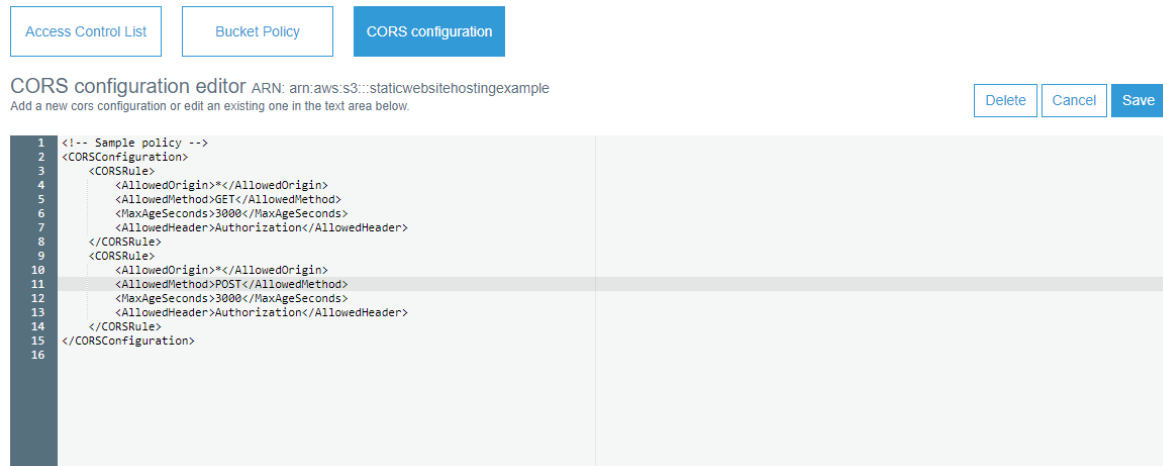 Access Control List Bucket Policy CORS configuration
CORS configuration editor ARN: arn:aws:s3:::staticwebsitehostingexample
Add a new cors configuration or edit an existing one in the text area below.
Delete Cancel Save
1 <!-- Sample policy -->
2 <CORSConfiguration>
3 <CORSRule>
4 <AllowedOrigin>*</AllowedOrigin>
5 <AllowedMethod>GET</AllowedMethod>
6 <MaxAgeSeconds>3000</MaxAgeSeconds>
7 <AllowedHeader>Authorization</AllowedHeader>
8 </CORSRule>
9 <CORSRule>
10 <AllowedOrigin>*</AllowedOrigin>
11 <AllowedMethod>POST</AllowedMethod>
12 <MaxAgeSeconds>3000</MaxAgeSeconds>
13 <AllowedHeader>Authorization</AllowedHeader>
14 </CORSRule>
15 </CORSConfiguration>
16